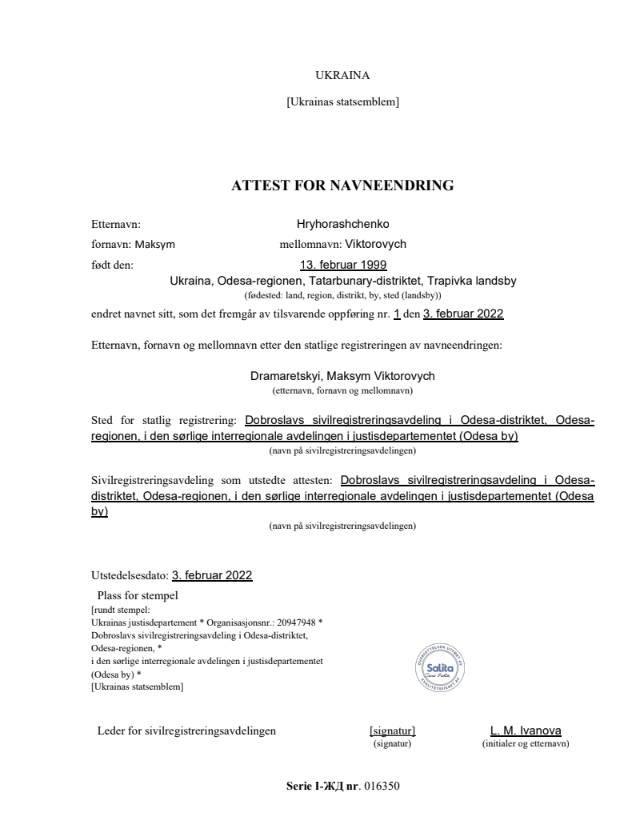 UKRAINA
[Ukrainas statsemblem]
ATTEST FOR NAVNEENDRING
Etternavn: Hryhorashchenko
fornavn: Maksym mellomnavn: Viktorovych
født den: 13. februar 1999
Ukraina, Odesa-regionen, Tatarbunary-distriktet, Trapivka landsby
(fødested: land, region, distrikt, by, sted (landsby))
endret navnet sitt, som det fremgår av tilsvarende oppføring nr. 1 den 3. februar 2022
Etternavn, fornavn og mellomnavn etter den statlige registreringen av navneendringen:
Dramaretskyi, Maksym Viktorovych
(etternavn, fornavn og mellomnavn)
Sted for statlig registrering: Dobroslavs sivilregistreringsavdeling i Odesa-distriktet, Odesa-
regionen, i den sørlige interregionale avdelingen i justisdepartementet (Odesa by)
(navn på sivilregistreringsavdelingen)
Sivilregistreringsavdeling som utstedte attesten: Dobroslavs sivilregistreringsavdeling i Odesa-
distriktet, Odesa-regionen, i den sørlige interregionale avdelingen i justisdepartementet (Odesa
by)
(navn på sivilregistreringsavdelingen)
Utstedelsesdato: 3. februar 2022
Plass for stempel
[rundt stempel:
Ukrainas justisdepartement * Organisasjonsnr.: 20947948 *
Dobroslavs sivilregistreringsavdeling i Odesa-distriktet,
Odesa-regionen, *
i den sørlige interregionale avdelingen i justisdepartementet
(Odesa by) *
[Ukrainas statsemblem]
Salita
Leder for sivilregistreringsavdelingen [signatur] L. M. Ivanova
(signatur) (initialer og etternavn)
Serie I-ЖД nr. 016350